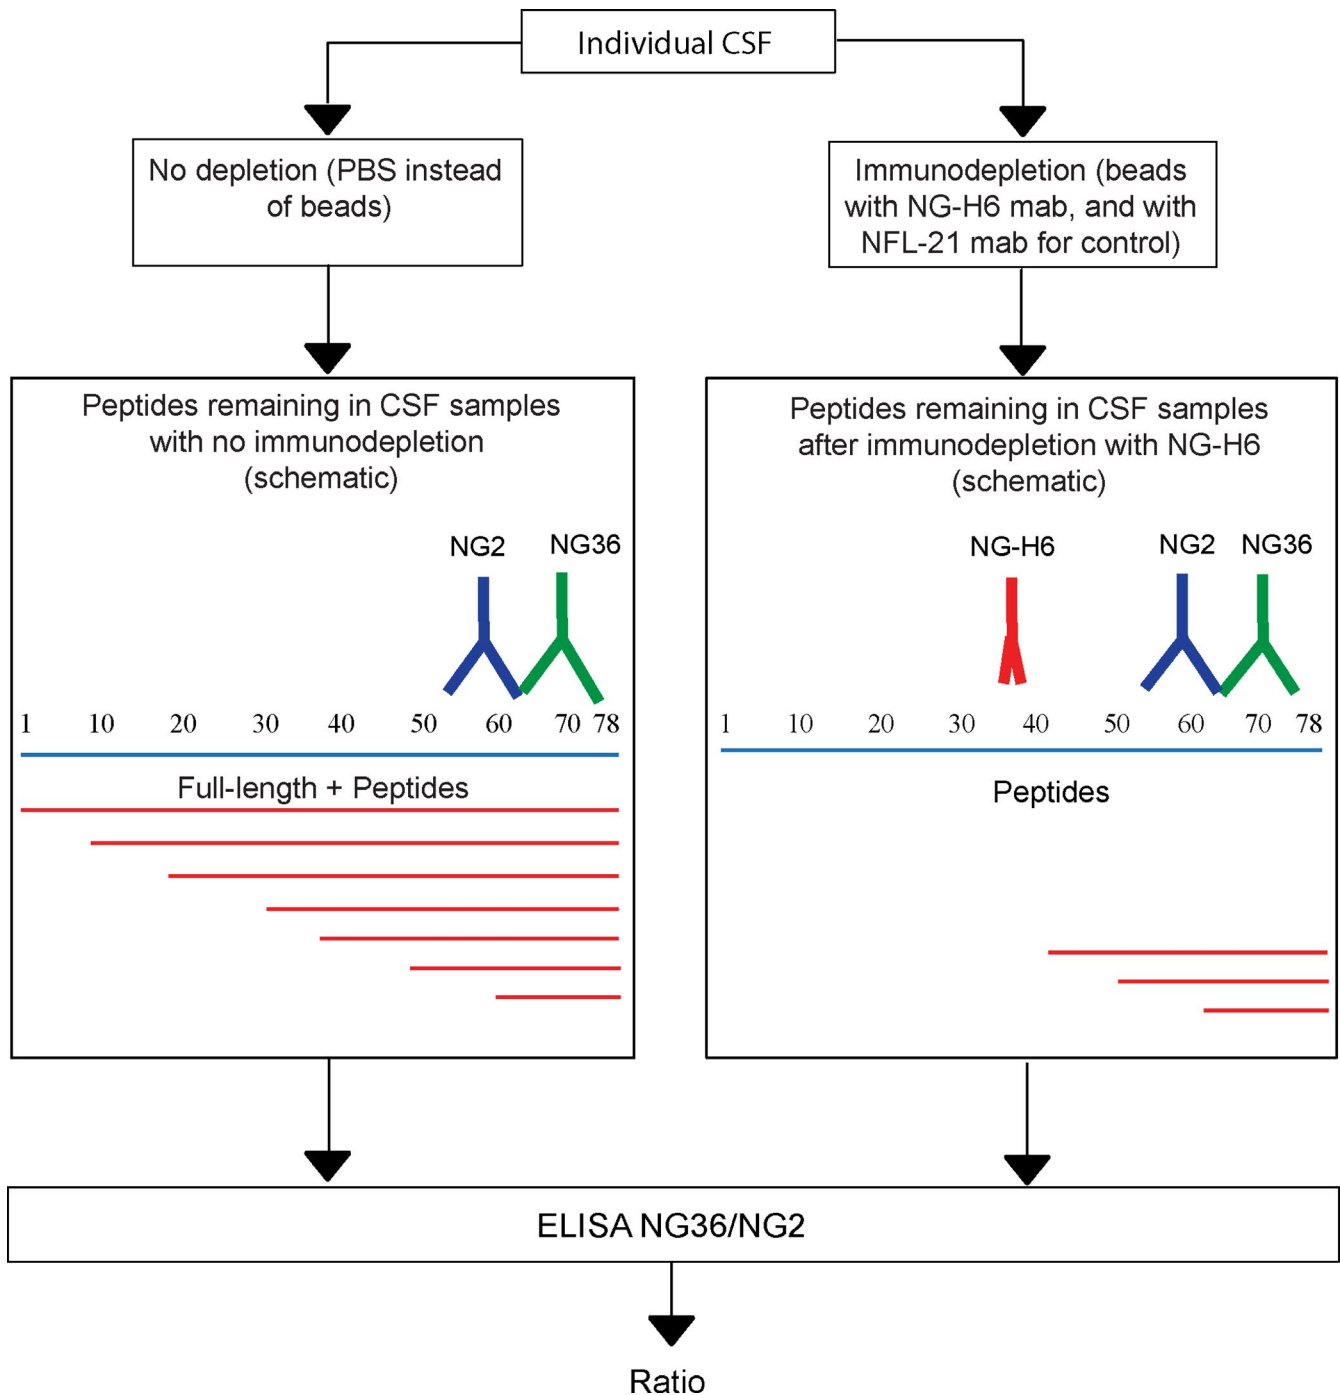 Individual CSF
No depletion (PBS instead
of beads)
Immunodepletion (beads
with NG-H6 mab, and with
NFL-21 mab for control)
Peptides remaining in CSF samples
with no immunodepletion
(schematic)
NG2 NG36
1 10 20 30 40 50 60 70 78
Full-length + Peptides
Peptides remaining in CSF samples
after immunodepletion with NG-H6
(schematic)
NG-H6 NG2 NG36
1 10 20 30 40 50 60 70 78
Peptides
ELISA NG36/NG2
Ratio